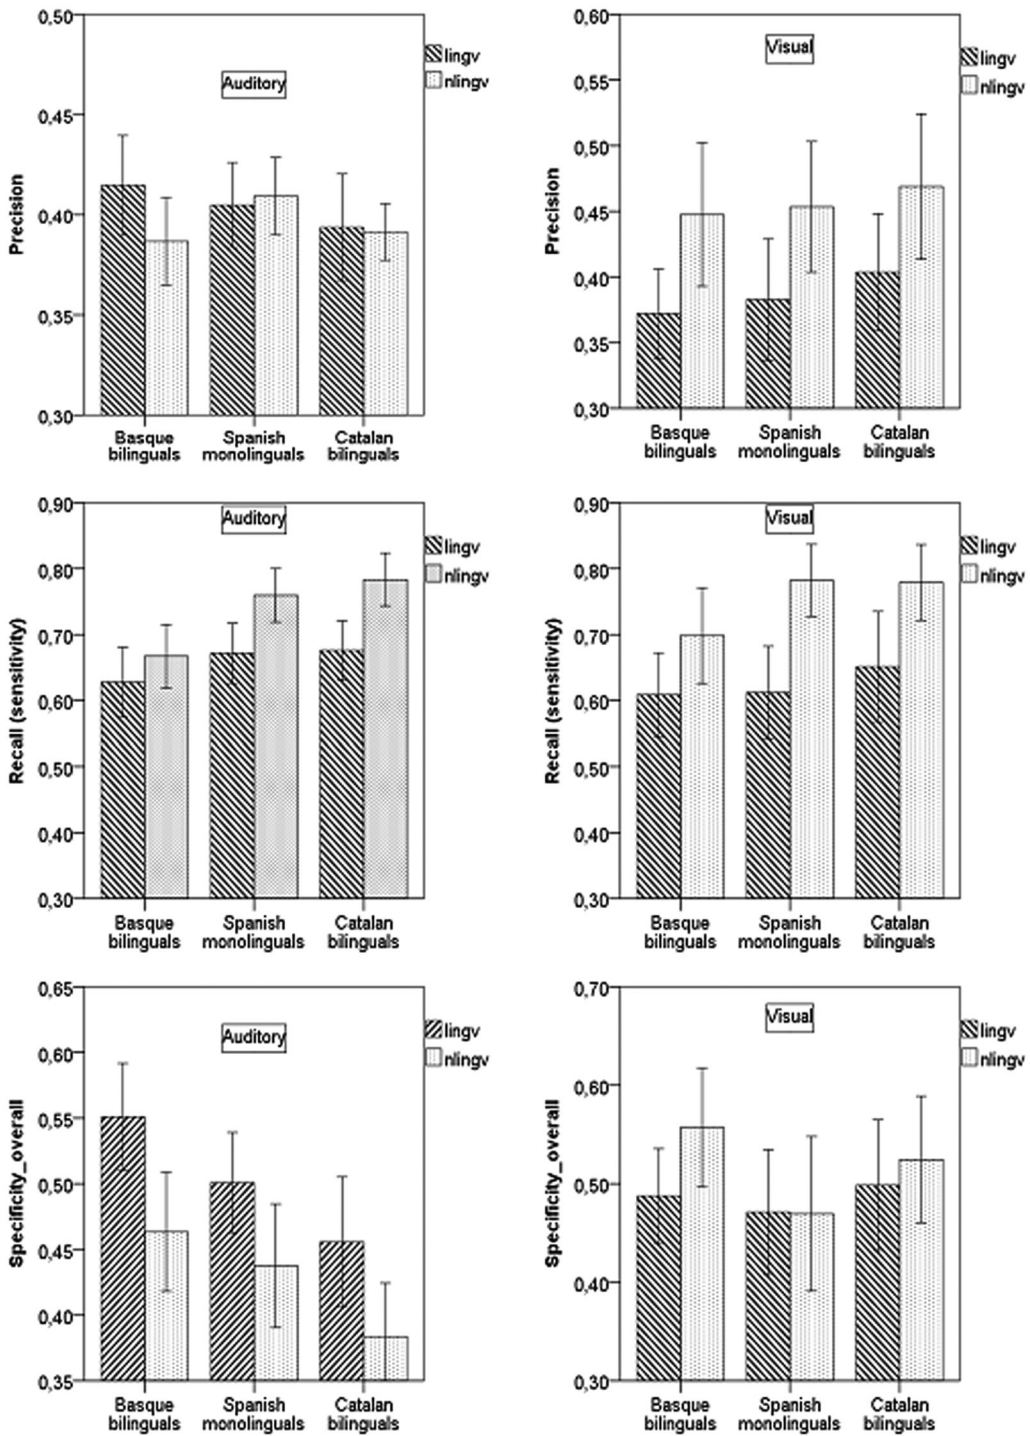 0,50
0,45
0,40
0,35
0,30
Precision
Auditory
lingv
nlingv
Basque bilinguals
Spanish monolinguals
Catalan bilinguals
0,60
0,55
0,50
0,45
0,40
0,35
0,30
Precision
Visual
lingv
nlingv
Basque bilinguals
Spanish monolinguals
Catalan bilinguals
0,90
0,80
0,70
0,60
0,50
0,40
0,30
Recall (sensitivity)
Auditory
lingv
nlingv
Basque bilinguals
Spanish monolinguals
Catalan bilinguals
0,90
0,80
0,70
0,60
0,50
0,40
0,30
Recall (sensitivity)
Visual
lingv
nlingv
Basque bilinguals
Spanish monolinguals
Catalan bilinguals
0,65
0,60
0,55
0,50
0,45
0,40
0,35
Specificity_overall
Auditory
lingv
nlingv
Basque bilinguals
Spanish monolinguals
Catalan bilinguals
0,70
0,60
0,50
0,40
0,30
Specificity_overall
Visual
lingv
nlingv
Basque bilinguals
Spanish monolinguals
Catalan bilinguals